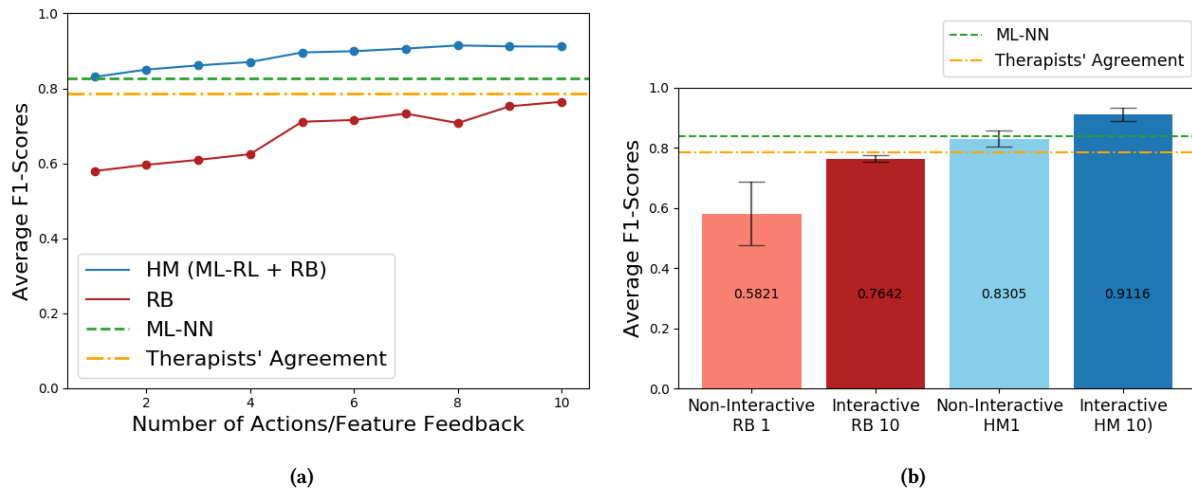 1.0
0.8
0.6
0.4
0.2
0.0
Average F1-Scores
HM (ML-RL + RB)
RB
ML-NN
Therapists' Agreement
2 4 6 8 10
Number of Actions/Feature Feedback
(a)
ML-NN
Therapists' Agreement
1.0
0.8
0.6
0.4
0.2
0.0
Average F1-Scores
0.5821 0.7642 0.8305 0.9116
Non-Interactive Interactive Non-Interactive Interactive
RB 1 RB 10 HM1 HM 10)
(b)